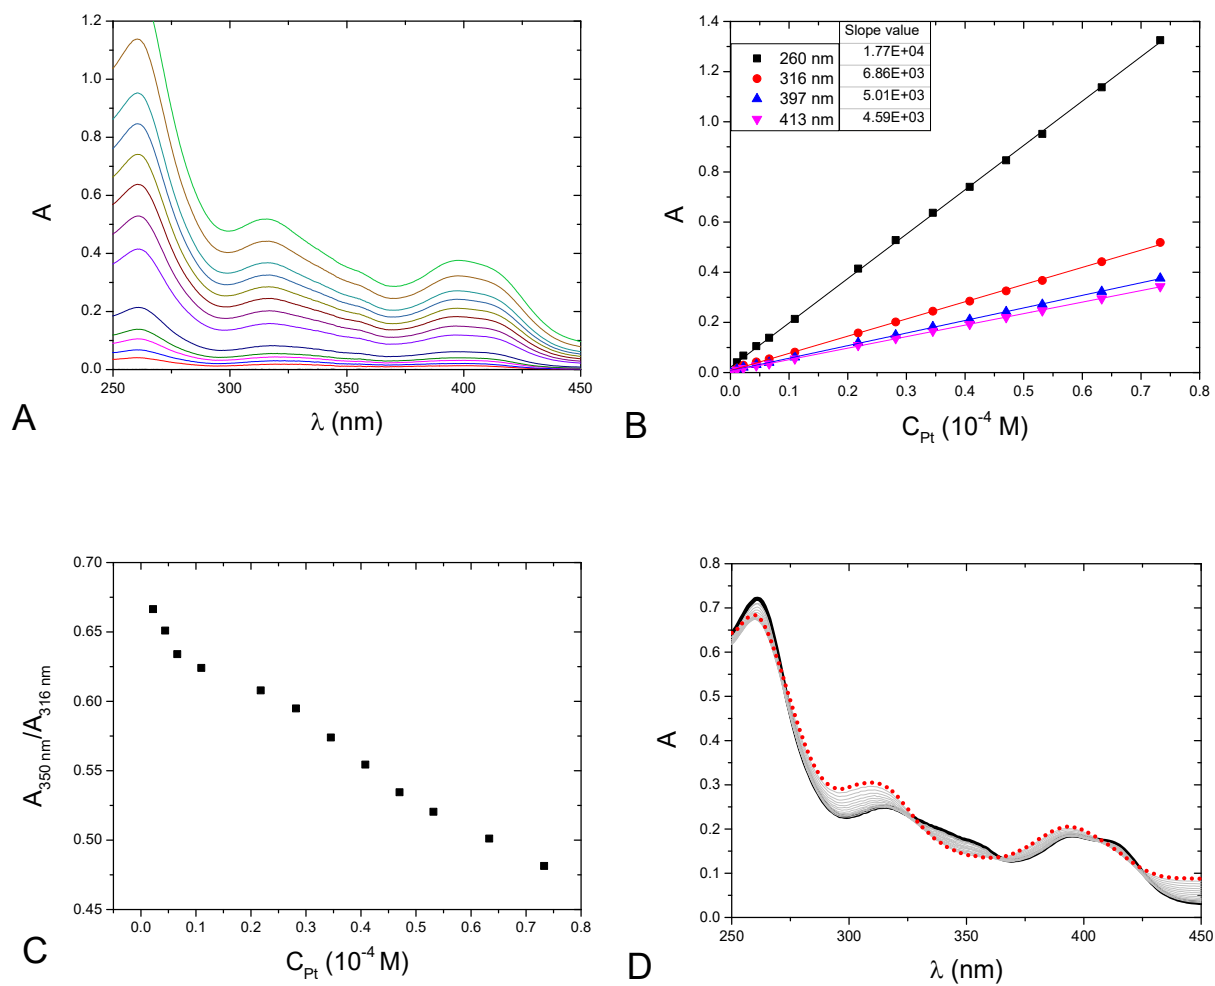 1.2
1.0
0.8
0.6
0.4
0.2
0.0
A
250 300 350 400 450
λ (nm)
A
Slope value
260 nm 1.77E+04
316 nm 6.86E+03
397 nm 5.01E+03
413 nm 4.59E+03
1.4
1.2
1.0
0.8
0.6
0.4
0.2
0.0
A
0.0 0.1 0.2 0.3 0.4 0.5 0.6 0.7 0.8
C_Pt (10^-4 M)
B
0.70
0.65
0.60
0.55
0.50
0.45
A_350 nm/A_316 nm
0.0 0.1 0.2 0.3 0.4 0.5 0.6 0.7 0.8
C_Pt (10^-4 M)
C
0.8
0.7
0.6
0.5
0.4
0.3
0.2
0.1
0.0
A
250 300 350 400 450
λ (nm)
D